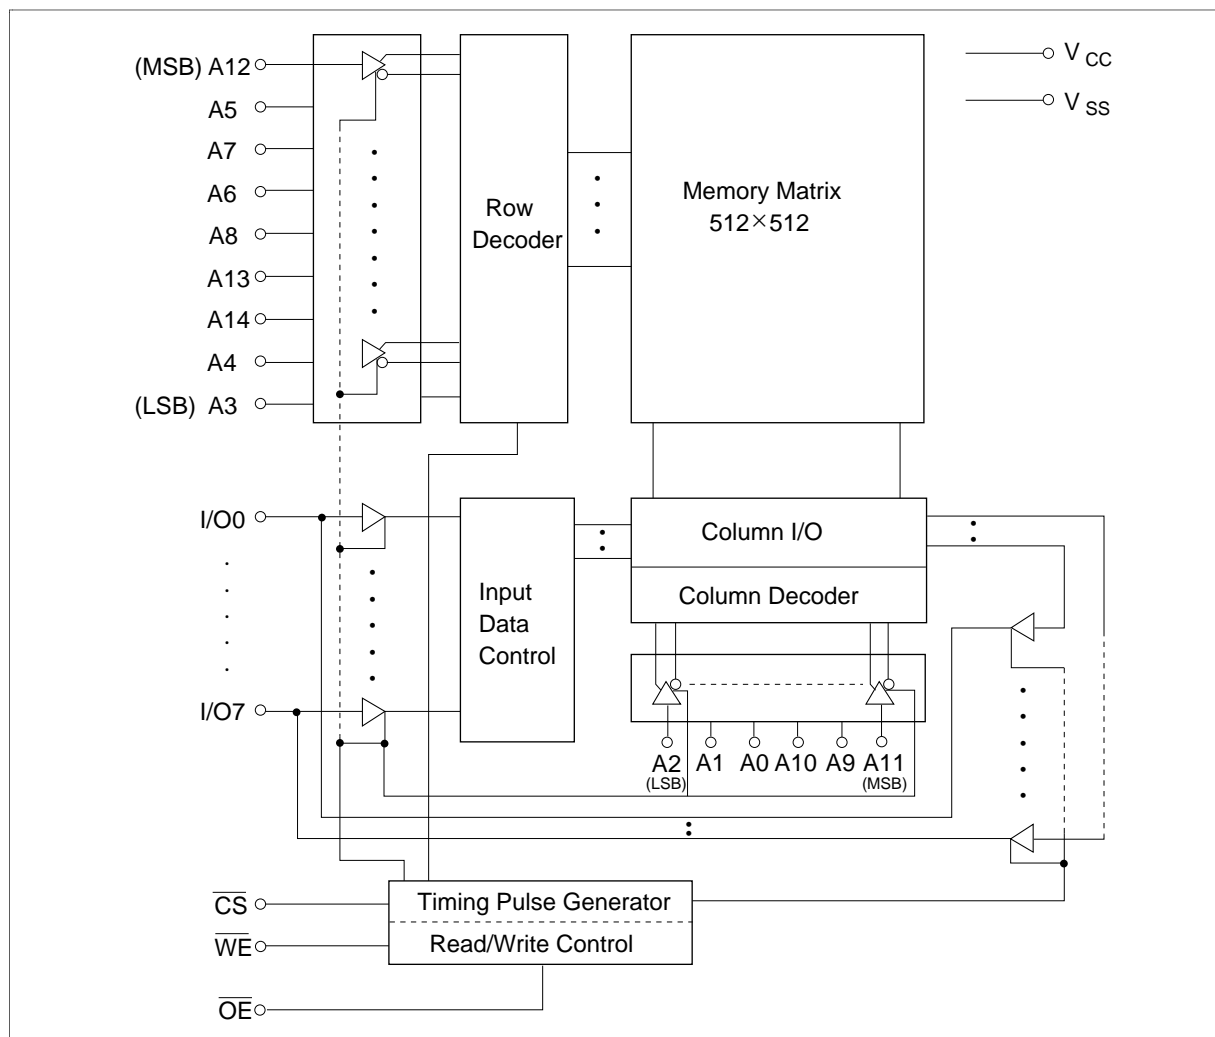 (MSB) A12
A5
A7
A6
A8
A13
A14
A4
(LSB) A3
Row
Decoder
Memory Matrix
512×512
V CC
V SS
I/O0
I/O7
Input
Data
Control
Column I/O
Column Decoder
A2 A1 A0 A10 A9 A11
(LSB) (MSB)
CS
WE
OE
Timing Pulse Generator
Read/Write Control